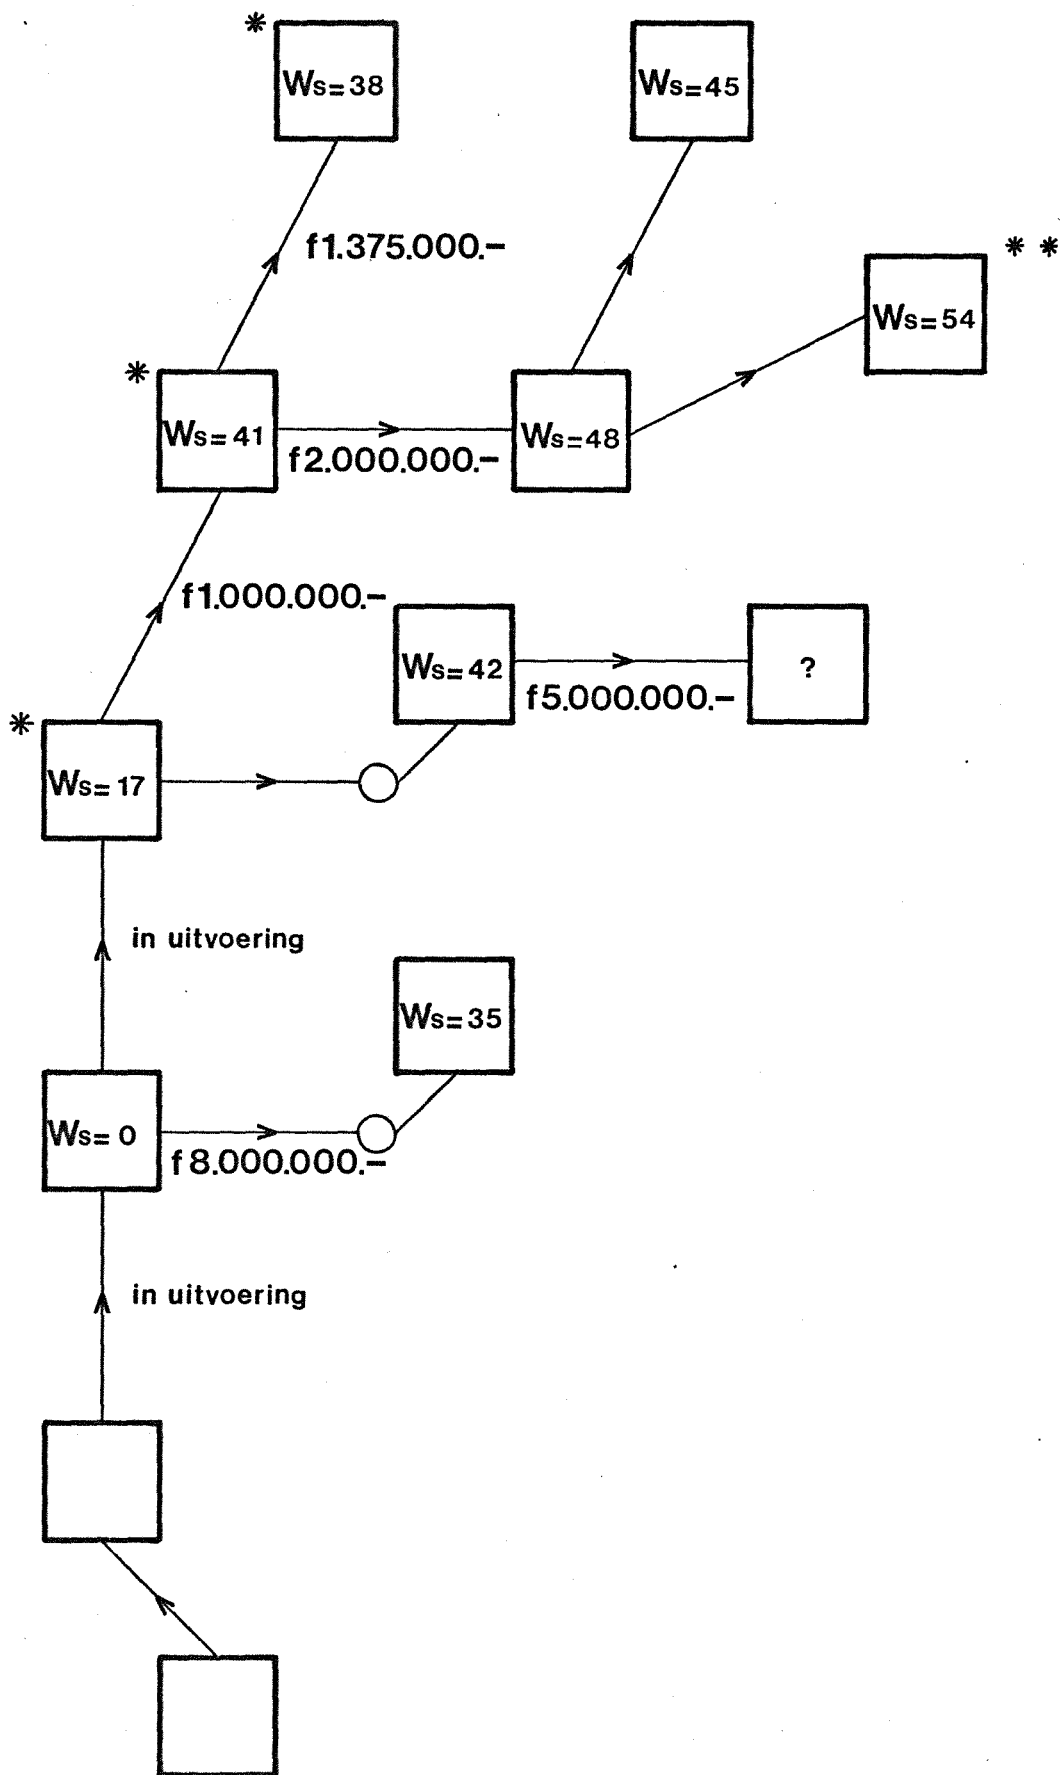 *
Ws=38
Ws=45
f1.375.000.-
* *
Ws=54
*
Ws=41
f2.000.000.-
Ws=48
f1.000.000.-
Ws=42
f5.000.000.-
?
*
Ws=17
in uitvoering
Ws=35
Ws=0
f8.000.000.-
in uitvoering